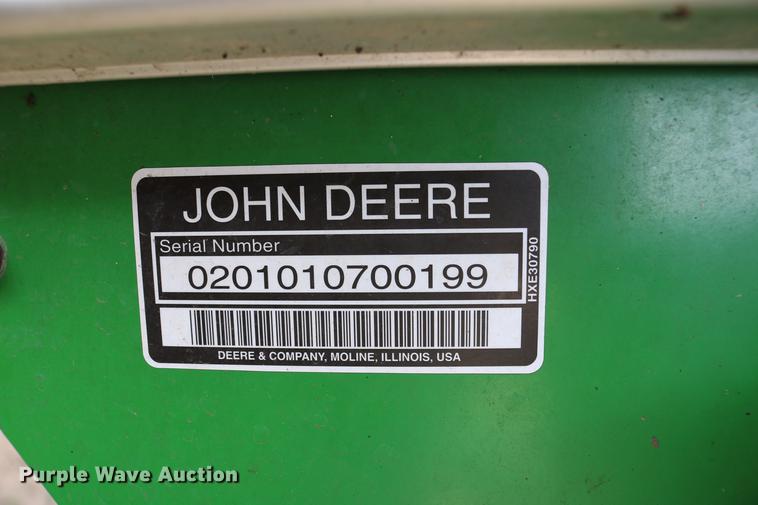 JOHN DEERE
Serial Number
0201010700199
HXE30790
DEERE & COMPANY, MOLINE, ILLINOIS, USA
Purple Wave Auction